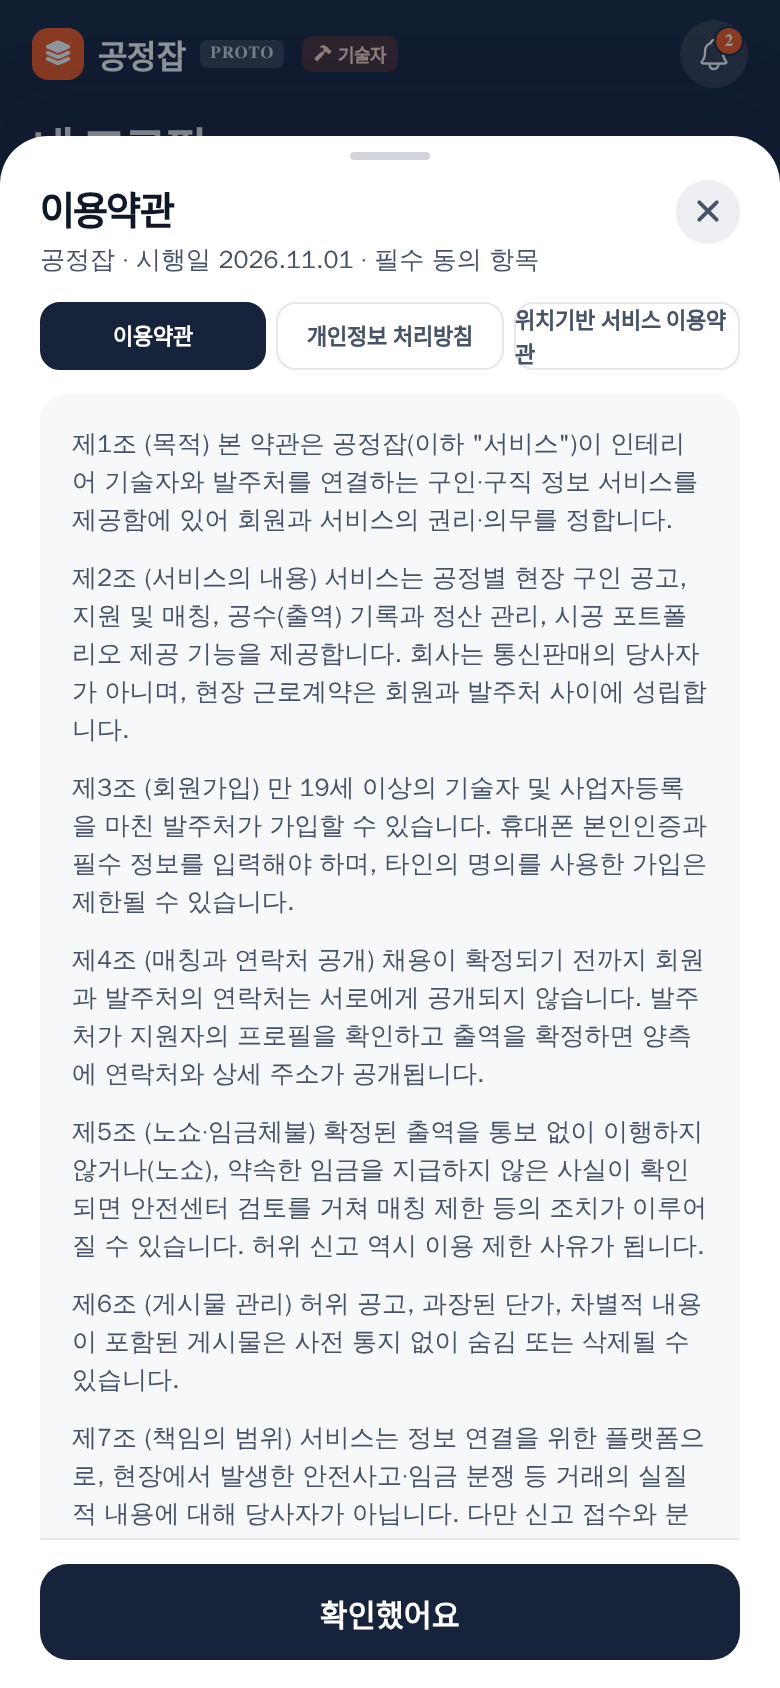 공정잡
PROTO
기술자
2
이용약관
공정잡 · 시행일 2026.11.01 · 필수 동의 항목
이용약관
개인정보 처리방침
위치기반 서비스 이용약
관
제1조 (목적) 본 약관은 공정잡(이하 "서비스")이 인테리
어 기술자와 발주처를 연결하는 구인·구직 정보 서비스를
제공함에 있어 회원과 서비스의 권리·의무를 정합니다.
제2조 (서비스의 내용) 서비스는 공정별 현장 구인 공고,
지원 및 매칭, 공수(출역) 기록과 정산 관리, 시공 포트폴
리오 제공 기능을 제공합니다. 회사는 통신판매의 당사자
가 아니며, 현장 근로계약은 회원과 발주처 사이에 성립합
니다.
제3조 (회원가입) 만 19세 이상의 기술자 및 사업자등록
을 마친 발주처가 가입할 수 있습니다. 휴대폰 본인인증과
필수 정보를 입력해야 하며, 타인의 명의를 사용한 가입은
제한될 수 있습니다.
제4조 (매칭과 연락처 공개) 채용이 확정되기 전까지 회원
과 발주처의 연락처는 서로에게 공개되지 않습니다. 발주
처가 지원자의 프로필을 확인하고 출역을 확정하면 양측
에 연락처와 상세 주소가 공개됩니다.
제5조 (노쇼·임금체불) 확정된 출역을 통보 없이 이행하지
않거나(노쇼), 약속한 임금을 지급하지 않은 사실이 확인
되면 안전센터 검토를 거쳐 매칭 제한 등의 조치가 이루어
질 수 있습니다. 허위 신고 역시 이용 제한 사유가 됩니다.
제6조 (게시물 관리) 허위 공고, 과장된 단가, 차별적 내용
이 포함된 게시물은 사전 통지 없이 숨김 또는 삭제될 수
있습니다.
제7조 (책임의 범위) 서비스는 정보 연결을 위한 플랫폼으
로, 현장에서 발생한 안전사고·임금 분쟁 등 거래의 실질
적 내용에 대해 당사자가 아닙니다. 다만 신고 접수와 분
확인했어요